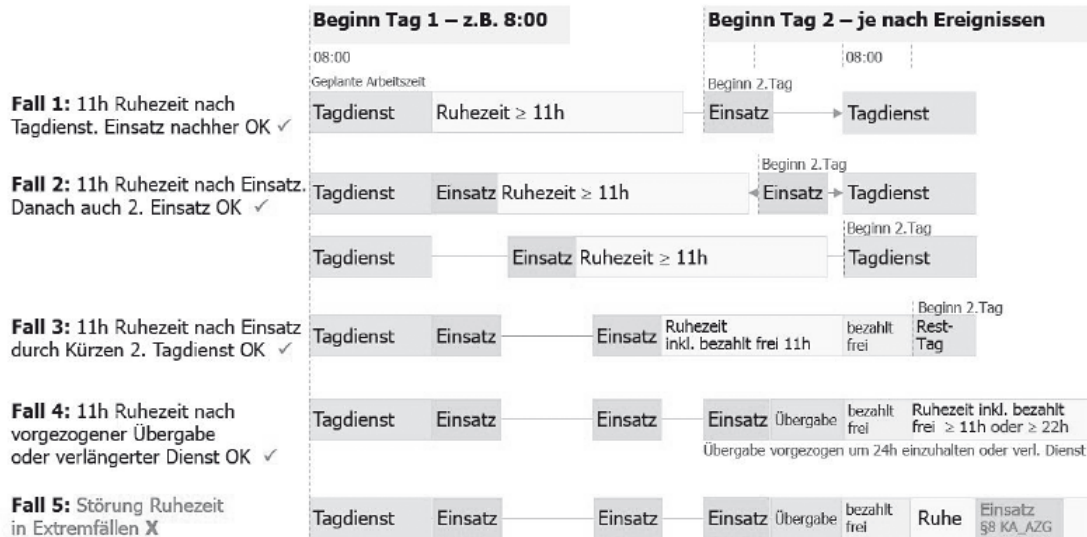 Beginn Tag 1 – z.B. 8:00
Beginn Tag 2 – je nach Ereignissen
08:00
08:00
Geplante Arbeitszeit
Beginn 2.Tag
Fall 1: 11h Ruhezeit nach
Tagdienst. Einsatz nachher OK ✓
Tagdienst
Ruhezeit ≥ 11h
Einsatz
Tagdienst
Beginn 2.Tag
Fall 2: 11h Ruhezeit nach Einsatz.
Danach auch 2. Einsatz OK ✓
Tagdienst
Einsatz
Ruhezeit ≥ 11h
Einsatz
Tagdienst
Beginn 2.Tag
Tagdienst
Einsatz
Ruhezeit ≥ 11h
Tagdienst
Beginn 2.Tag
Fall 3: 11h Ruhezeit nach Einsatz
durch Kürzen 2. Tagdienst OK ✓
Tagdienst
Einsatz
Einsatz
Ruhezeit
inkl. bezahlt frei 11h
bezahlt
frei
Rest-
Tag
Fall 4: 11h Ruhezeit nach
vorgezogener Übergabe
oder verlängerter Dienst OK ✓
Tagdienst
Einsatz
Einsatz
Einsatz
Übergabe
bezahlt
frei
Ruhezeit inkl. bezahlt
frei ≥ 11h oder ≥ 22h
Übergabe vorgezogen um 24h einzuhalten oder verl. Dienst
Fall 5: Störung Ruhezeit
in Extremfällen X
Tagdienst
Einsatz
Einsatz
Einsatz
Übergabe
bezahlt
frei
Ruhe
Einsatz
§8 KA_AZG